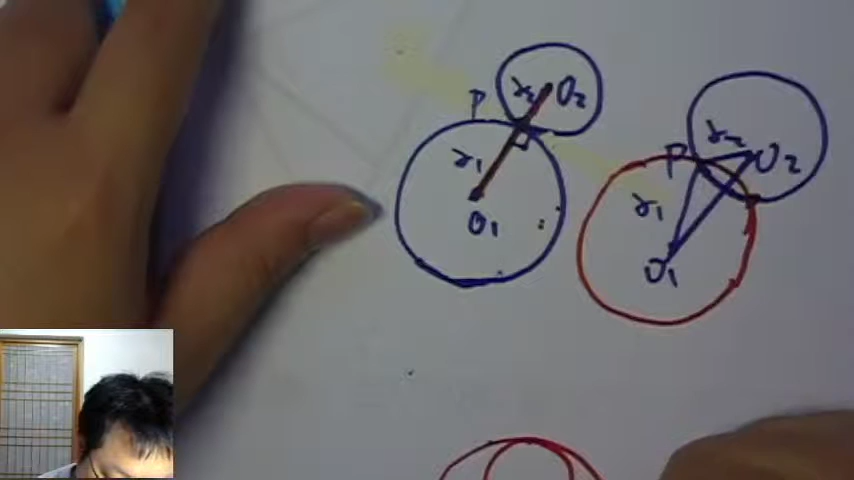 P r₂ O₂
r₁
O₁
P r₂ O₂
r₁
O₁